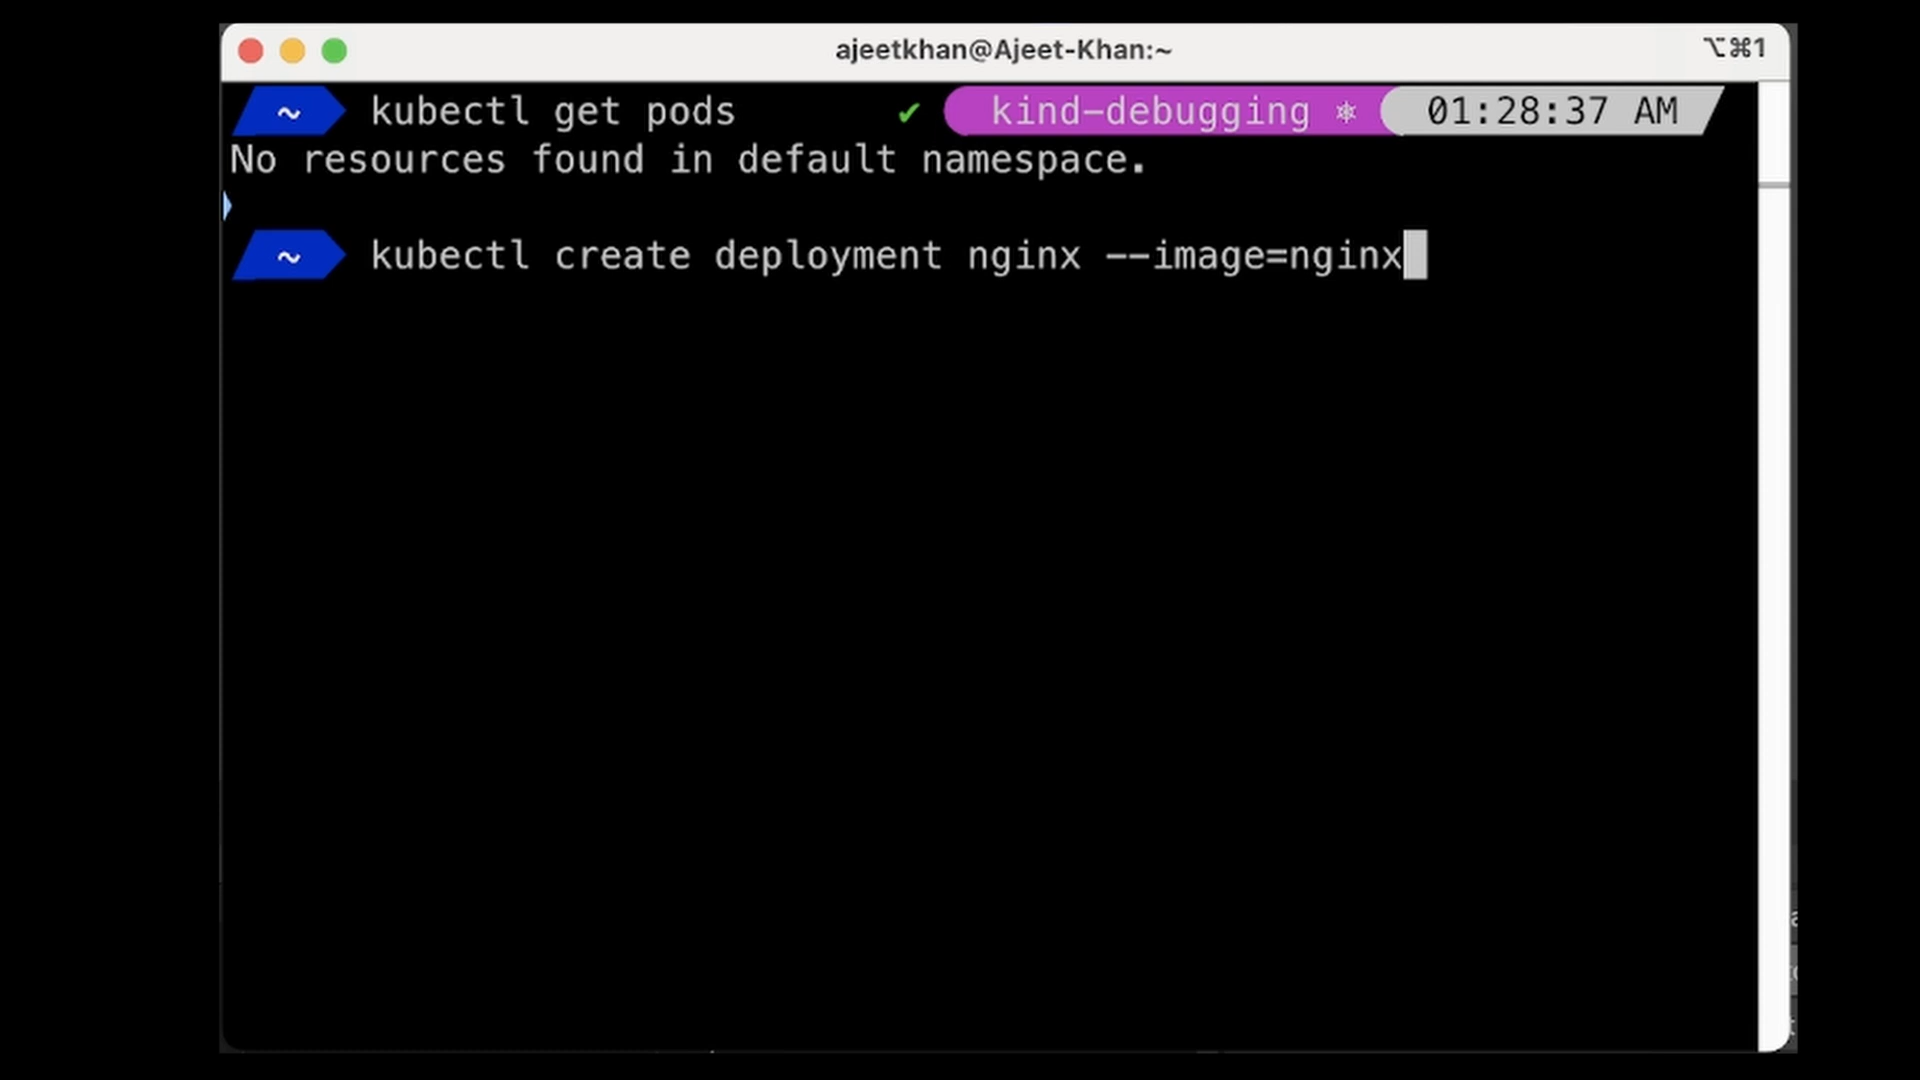 ajeetkhan@Ajeet-Khan:~ ⌥⌘1
~ kubectl get pods ✔ kind-debugging ⎈ 01:28:37 AM
No resources found in default namespace.
~ kubectl create deployment nginx --image=nginx